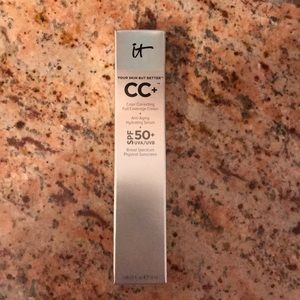 it
YOUR SKIN BUT BETTER™
CC+
Color Correcting
Full Coverage Cream
+
Anti-Aging
Hydrating Serum
+
SPF 50+
UVA/UVB
Broad Spectrum
Physical Sunscreen